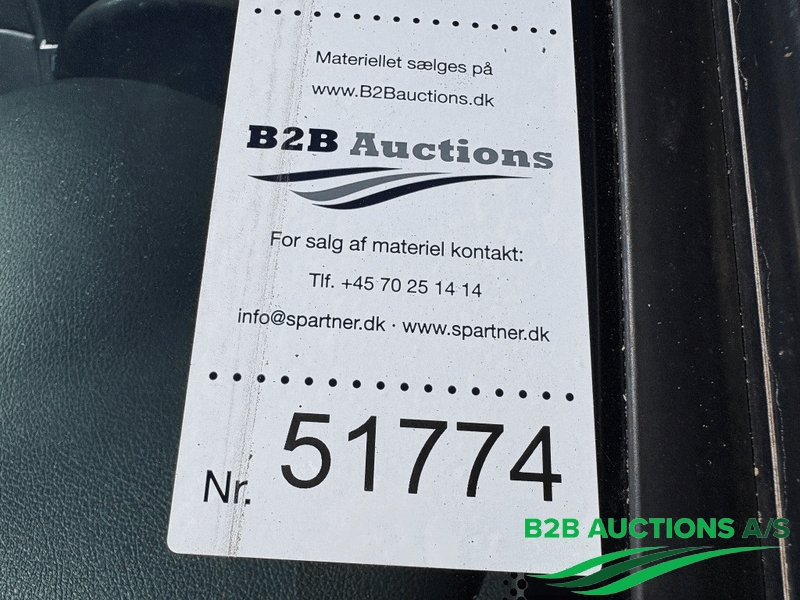 Materiellet sælges på
www.B2Bauctions.dk
B2B Auctions
For salg af materiel kontakt:
Tlf. +45 70 25 14 14
info@spartner.dk · www.spartner.dk
Nr. 51774
B2B AUCTIONS A/S